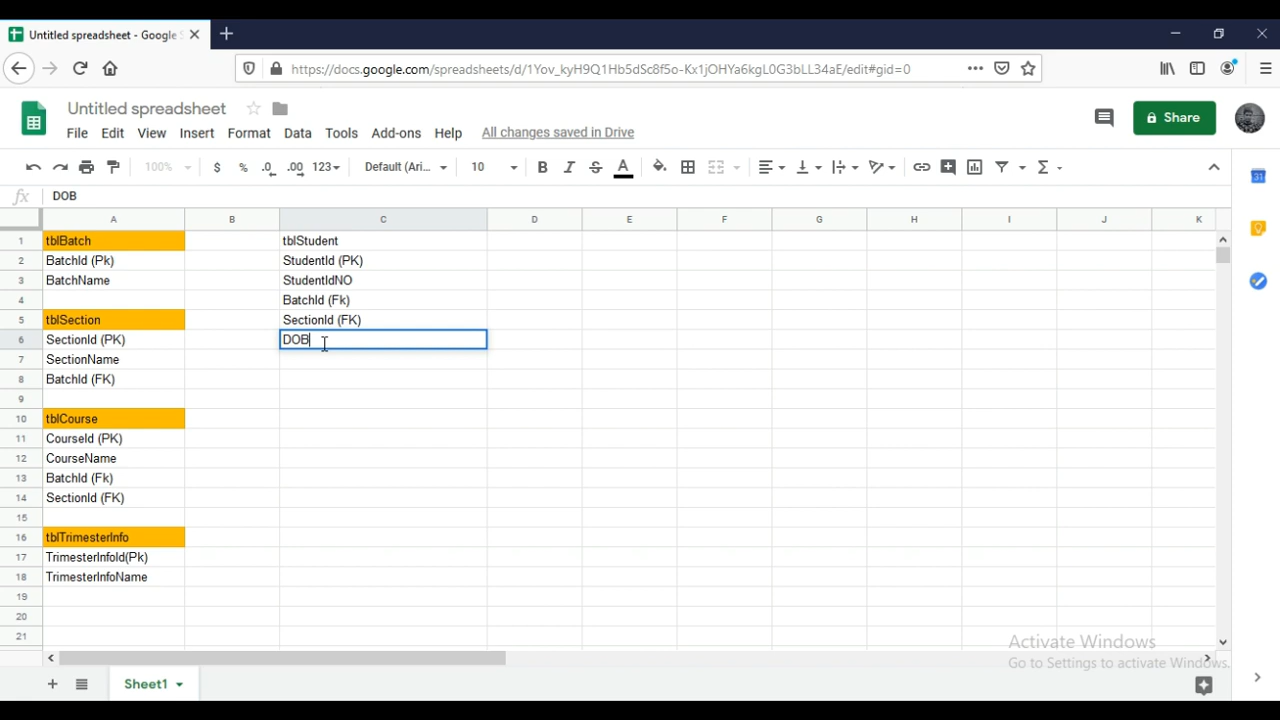 Untitled spreadsheet - Google S
https://docs.google.com/spreadsheets/d/1Yov_kyH9Q1Hb5dSc8f5o-Kx1jOHYa6kgL0G3bLL34aE/edit#gid=0
Untitled spreadsheet
File Edit View Insert Format Data Tools Add-ons Help All changes saved in Drive
Share
100% $ % .0 .00 123 Default (Ari... 10 B I S A
fx DOB
A B C D E F G H I J K
1 tblBatch tblStudent
2 BatchId (Pk) StudentId (PK)
3 BatchName StudentIdNO
4 BatchId (Fk)
5 tblSection SectionId (FK)
6 SectionId (PK) DOB
7 SectionName
8 BatchId (FK)
9
10 tblCourse
11 CourseId (PK)
12 CourseName
13 BatchId (Fk)
14 SectionId (FK)
15
16 tblTrimesterInfo
17 TrimesterInfoId(Pk)
18 TrimesterInfoName
19
20
21
Activate Windows
Go to Settings to activate Windows.
Sheet1
31